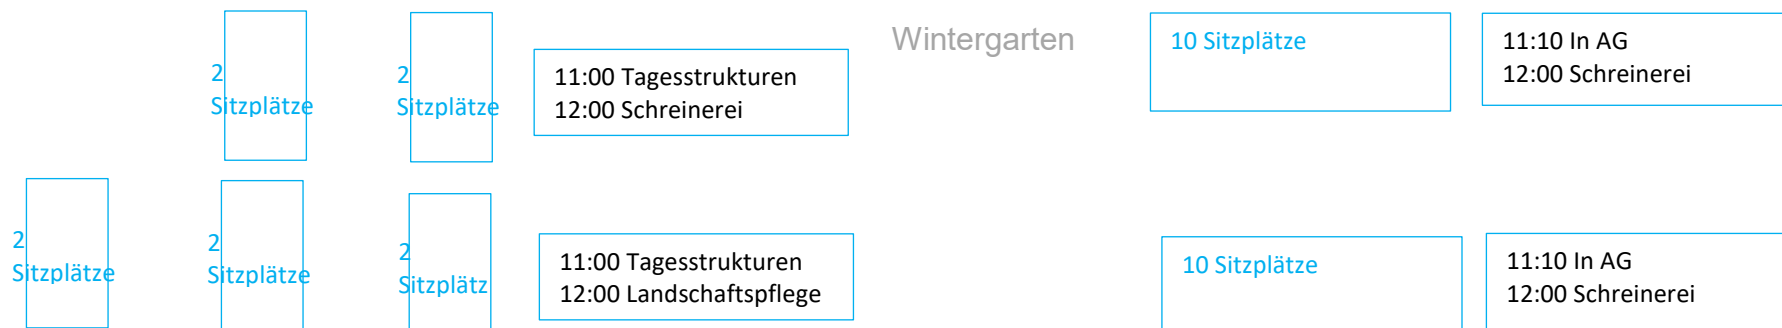 2
Sitzplätze
2
Sitzplätze
11:00 Tagesstrukturen
12:00 Schreinerei
Wintergarten
10 Sitzplätze
11:10 In AG
12:00 Schreinerei
2
Sitzplätze
2
Sitzplätze
2
Sitzplätz
11:00 Tagesstrukturen
12:00 Landschaftspflege
10 Sitzplätze
11:10 In AG
12:00 Schreinerei